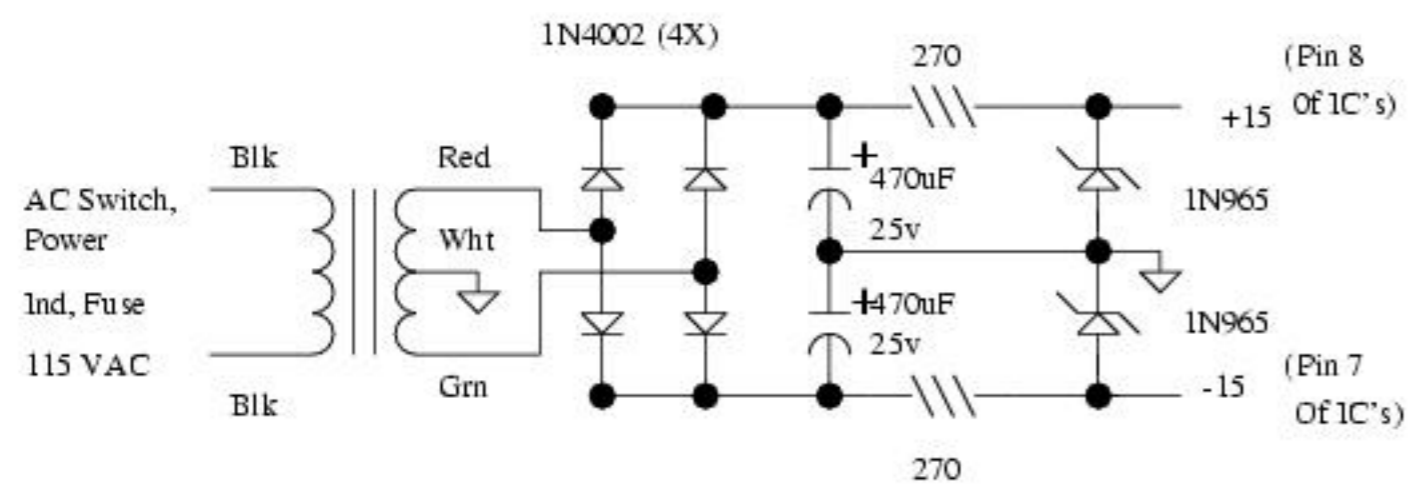 1N4002 (4X)
270
(Pin 8
Of IC's)
+15
Blk
Red
AC Switch,
Power
Wht
+
470uF
25v
1N965
Ind, Fuse
+470uF
25v
1N965
115 VAC
Blk
Grn
-15
(Pin 7
Of IC's)
270